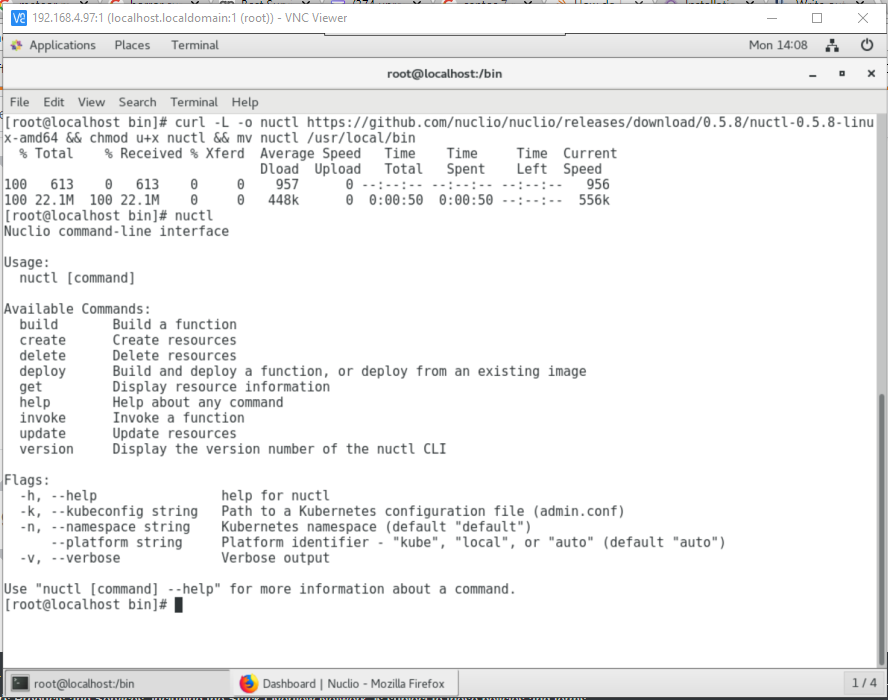 192.168.4.97:1 (localhost.localdomain:1 (root)) - VNC Viewer
Applications Places Terminal Mon 14:08
root@localhost:/bin
File Edit View Search Terminal Help
[root@localhost bin]# curl -L -o nuctl https://github.com/nuclio/nuclio/releases/download/0.5.8/nuctl-0.5.8-linu
x-amd64 && chmod u+x nuctl && mv nuctl /usr/local/bin
  % Total    % Received % Xferd  Average Speed   Time    Time     Time  Current
                                 Dload  Upload   Total   Spent    Left  Speed
100   613    0   613    0     0    957      0 --:--:-- --:--:-- --:--:--   956
100 22.1M  100 22.1M    0     0   448k      0  0:00:50  0:00:50 --:--:--  556k
[root@localhost bin]# nuctl
Nuclio command-line interface
Usage:
  nuctl [command]
Available Commands:
  build       Build a function
  create      Create resources
  delete      Delete resources
  deploy      Build and deploy a function, or deploy from an existing image
  get         Display resource information
  help        Help about any command
  invoke      Invoke a function
  update      Update resources
  version     Display the version number of the nuctl CLI
Flags:
  -h, --help                help for nuctl
  -k, --kubeconfig string   Path to a Kubernetes configuration file (admin.conf)
  -n, --namespace string    Kubernetes namespace (default "default")
      --platform string     Platform identifier - "kube", "local", or "auto" (default "auto")
  -v, --verbose             Verbose output
Use "nuctl [command] --help" for more information about a command.
[root@localhost bin]#
root@localhost:/bin Dashboard | Nuclio - Mozilla Firefox 1 / 4